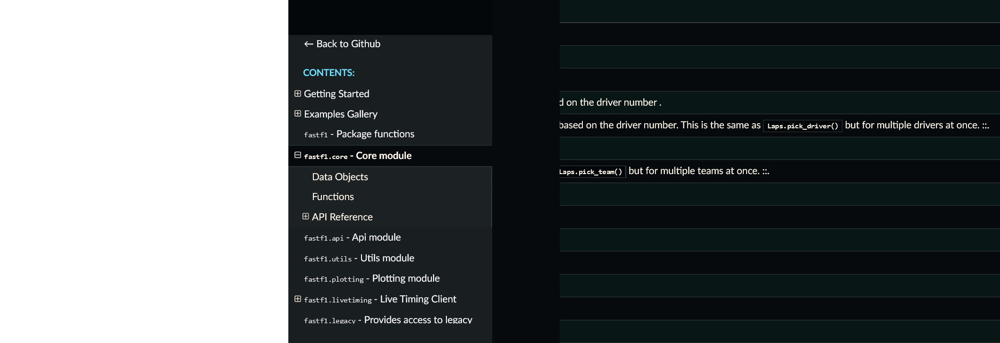 ← Back to Github
CONTENTS:
Getting Started
Examples Gallery
fastf1 - Package functions
fastf1.core - Core module
Data Objects
Functions
API Reference
fastf1.api - Api module
fastf1.utils - Utils module
fastf1.plotting - Plotting module
fastf1.livetiming - Live Timing Client
fastf1.legacy - Provides access to legacy
d on the driver number .
based on the driver number. This is the same as Laps.pick_driver() but for multiple drivers at once. ::.
Laps.pick_team() but for multiple teams at once. ::.